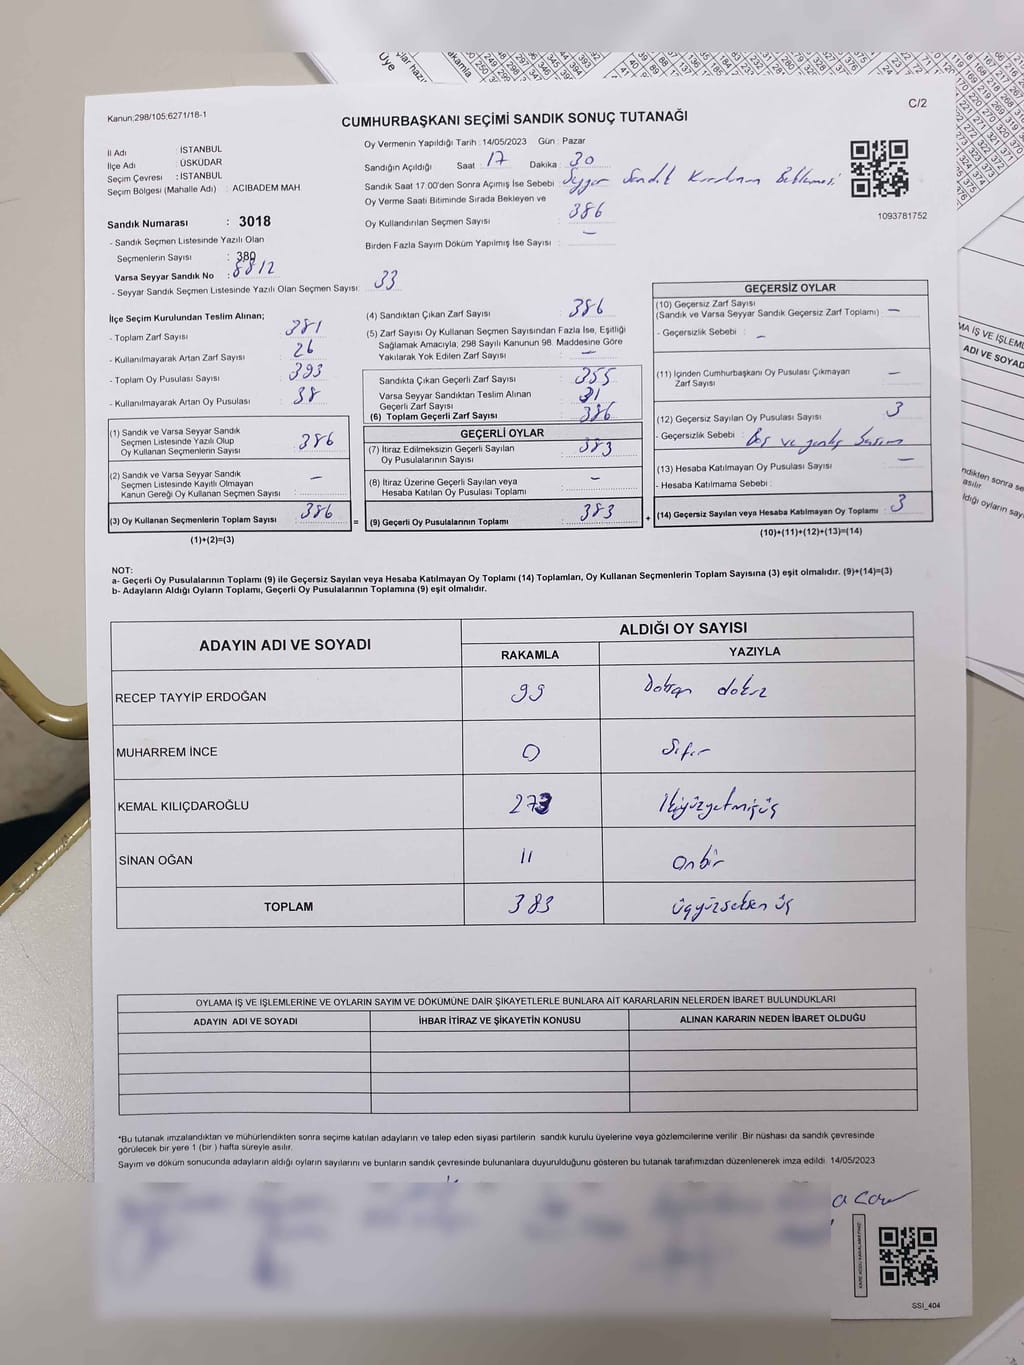 C/2
Kanun;298/105;6271/18-1
CUMHURBAŞKANI SEÇİMİ SANDIK SONUÇ TUTANAĞI
İl Adı : İSTANBUL
İlçe Adı : ÜSKÜDAR
Seçim Çevresi : İSTANBUL
Seçim Bölgesi (Mahalle Adı) : ACIBADEM MAH
Sandık Numarası : 3018
- Sandık Seçmen Listesinde Yazılı Olan
Seçmenlerin Sayısı : 380
Varsa Seyyar Sandık No : 8812
- Seyyar Sandık Seçmen Listesinde Yazılı Olan Seçmen Sayısı: 33
Oy Vermenin Yapıldığı Tarih :14/05/2023 Gün : Pazar
Sandığın Açıldığı Saat : 17 Dakika : 30
Sandık Saat 17:00'den Sonra Açımış İse Sebebi : Seyyar Sandık Kurulunun Beklenmesi
Oy Verme Saati Bitiminde Sırada Bekleyen ve
Oy Kullandırılan Seçmen Sayısı : 386
Birden Fazla Sayım Döküm Yapılmış İse Sayısı : -
1093781752
İlçe Seçim Kurulundan Teslim Alınan;
- Toplam Zarf Sayısı : 381
- Kullanılmayarak Artan Zarf Sayısı : 26
- Toplam Oy Pusulası Sayısı : 393
- Kullanılmayarak Artan Oy Pusulası : 38
(1) Sandık ve Varsa Seyyar Sandık
Seçmen Listesinde Yazılı Olup
Oy Kullanan Seçmenlerin Sayısı : 386
(2) Sandık ve Varsa Seyyar Sandık
Seçmen Listesinde Kayıtlı Olmayan
Kanun Gereği Oy Kullanan Seçmen Sayısı : -
(3) Oy Kullanan Seçmenlerin Toplam Sayısı : 386
(1)+(2)=(3)
(4) Sandıktan Çıkan Zarf Sayısı : 386
(5) Zarf Sayısı Oy Kullanan Seçmen Sayısından Fazla İse, Eşitliği
Sağlamak Amacıyla, 298 Sayılı Kanunun 98. Maddesine Göre
Yakılarak Yok Edilen Zarf Sayısı : -
Sandıkta Çıkan Geçerli Zarf Sayısı : 355
Varsa Seyyar Sandıktan Teslim Alınan
Geçerli Zarf Sayısı : 31
(6) Toplam Geçerli Zarf Sayısı : 386
GEÇERLİ OYLAR
(7) İtiraz Edilmeksizin Geçerli Sayılan
Oy Pusulalarının Sayısı : 383
(8) İtiraz Üzerine Geçerli Sayılan veya
Hesaba Katılan Oy Pusulası Toplamı : -
= (9) Geçerli Oy Pusulalarının Toplamı : 383
GEÇERSİZ OYLAR
(10) Geçersiz Zarf Sayısı
(Sandık ve Varsa Seyyar Sandık Geçersiz Zarf Toplamı) : -
- Geçersizlik Sebebi : -
(11) İçinden Cumhurbaşkanı Oy Pusulası Çıkmayan
Zarf Sayısı : -
(12) Geçersiz Sayılan Oy Pusulası Sayısı : 3
- Geçersizlik Sebebi : Boş ve
(13) Hesaba Katılmayan Oy Pusulası Sayısı : -
- Hesaba Katılmama Sebebi :
+ (14) Geçersiz Sayılan veya Hesaba Katılmayan Oy Toplamı : 3
(10)+(11)+(12)+(13)=(14)
NOT:
a- Geçerli Oy Pusulalarının Toplamı (9) ile Geçersiz Sayılan veya Hesaba Katılmayan Oy Toplamı (14) Toplamları, Oy Kullanan Seçmenlerin Toplam Sayısına (3) eşit olmalıdır. (9)+(14)=(3)
b- Adayların Aldığı Oyların Toplamı, Geçerli Oy Pusulalarının Toplamına (9) eşit olmalıdır.
ADAYIN ADI VE SOYADI ALDIĞI OY SAYISI
RAKAMLA YAZIYLA
RECEP TAYYİP ERDOĞAN 99 Doksan dokuz
MUHARREM İNCE 0 Sıfır
KEMAL KILIÇDAROĞLU 273 İkiyüzyetmişüç
SİNAN OĞAN 11 Onbir
TOPLAM 383 üçyüzseksen üç
OYLAMA İŞ VE İŞLEMLERİNE VE OYLARIN SAYIM VE DÖKÜMÜNE DAİR ŞİKAYETLERLE BUNLARA AİT KARARLARIN NELERDEN İBARET BULUNDUKLARI
ADAYIN ADI VE SOYADI İHBAR İTİRAZ VE ŞİKAYETİN KONUSU ALINAN KARARIN NEDEN İBARET OLDUĞU
*Bu tutanak imzalandıktan ve mühürlendikten sonra seçime katılan adayların ve talep eden siyasi partilerin sandık kurulu üyelerine veya gözlemcilerine verilir .Bir nüshası da sandık çevresinde
görülecek bir yere 1 (bir ) hafta süreyle asılır.
Sayım ve döküm sonucunda adayların aldığı oyların sayılarını ve bunların sandık çevresinde bulunanlara duyurulduğunu gösteren bu tutanak tarafımızdan düzenlenerek imza edildi. 14/05/2023
SSI_404